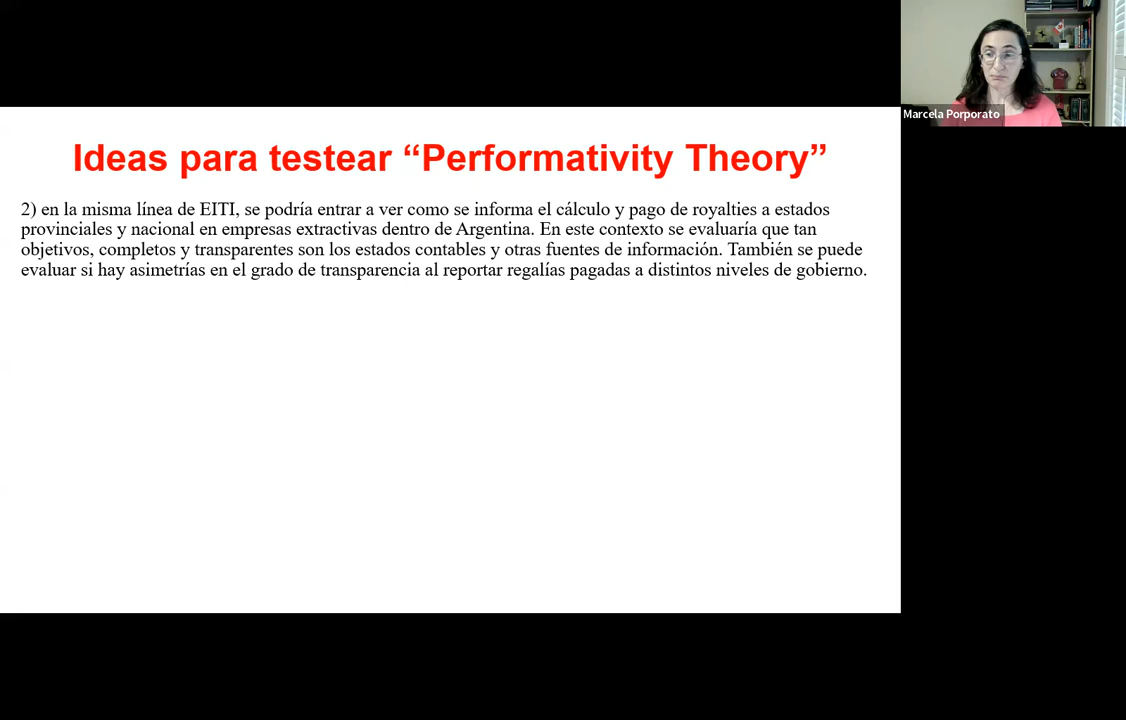 Marcela Porporato
Ideas para testear “Performativity Theory”
2) en la misma línea de EITI, se podría entrar a ver como se informa el cálculo y pago de royalties a estados
provinciales y nacional en empresas extractivas dentro de Argentina. En este contexto se evaluaría que tan
objetivos, completos y transparentes son los estados contables y otras fuentes de información. También se puede
evaluar si hay asimetrías en el grado de transparencia al reportar regalías pagadas a distintos niveles de gobierno.